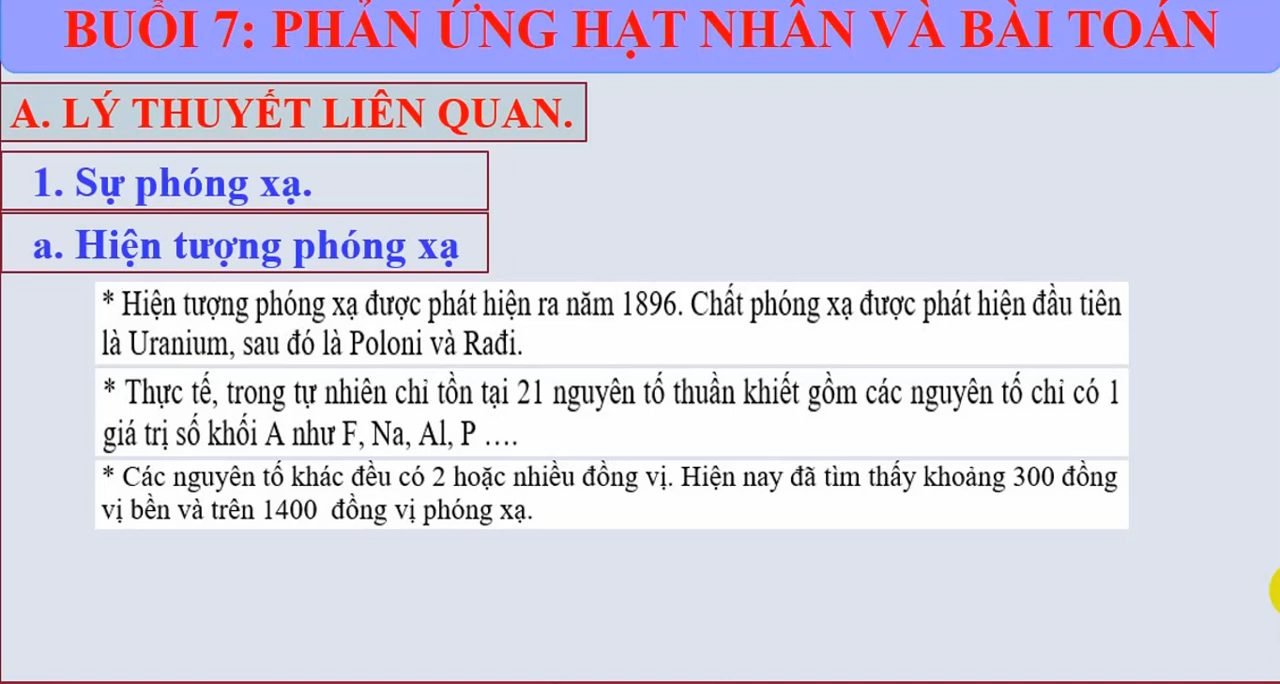 BUỔI 7: PHẢN ỨNG HẠT NHÂN VÀ BÀI TOÁN
A. LÝ THUYẾT LIÊN QUAN.
1. Sự phóng xạ.
a. Hiện tượng phóng xạ
* Hiện tượng phóng xạ được phát hiện ra năm 1896. Chất phóng xạ được phát hiện đầu tiên
là Uranium, sau đó là Poloni và Rađi.
* Thực tế, trong tự nhiên chỉ tồn tại 21 nguyên tố thuần khiết gồm các nguyên tố chỉ có 1
giá trị số khối A như F, Na, Al, P ….
* Các nguyên tố khác đều có 2 hoặc nhiều đồng vị. Hiện nay đã tìm thấy khoảng 300 đồng
vị bền và trên 1400 đồng vị phóng xạ.